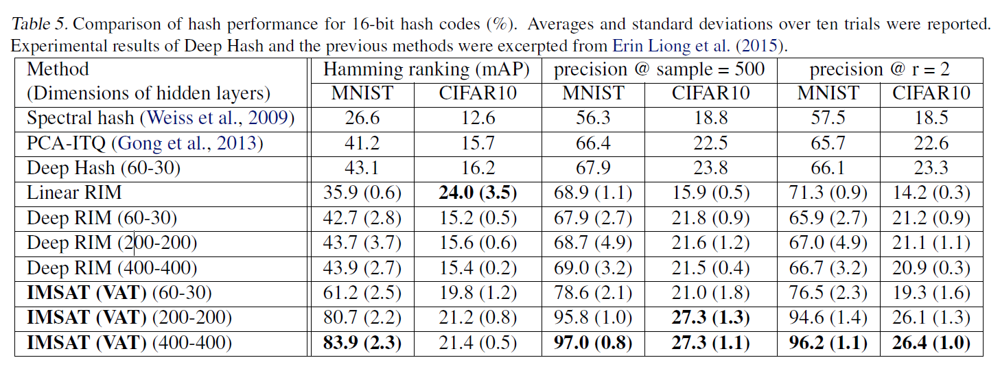 Table 5. Comparison of hash performance for 16-bit hash codes (%). Averages and standard deviations over ten trials were reported.
Experimental results of Deep Hash and the previous methods were excerpted from Erin Liong et al. (2015).
Method Hamming ranking (mAP) precision @ sample = 500 precision @ r = 2
(Dimensions of hidden layers) MNIST CIFAR10 MNIST CIFAR10 MNIST CIFAR10
Spectral hash (Weiss et al., 2009) 26.6 12.6 56.3 18.8 57.5 18.5
PCA-ITQ (Gong et al., 2013) 41.2 15.7 66.4 22.5 65.7 22.6
Deep Hash (60-30) 43.1 16.2 67.9 23.8 66.1 23.3
Linear RIM 35.9 (0.6) 24.0 (3.5) 68.9 (1.1) 15.9 (0.5) 71.3 (0.9) 14.2 (0.3)
Deep RIM (60-30) 42.7 (2.8) 15.2 (0.5) 67.9 (2.7) 21.8 (0.9) 65.9 (2.7) 21.2 (0.9)
Deep RIM (200-200) 43.7 (3.7) 15.6 (0.6) 68.7 (4.9) 21.6 (1.2) 67.0 (4.9) 21.1 (1.1)
Deep RIM (400-400) 43.9 (2.7) 15.4 (0.2) 69.0 (3.2) 21.5 (0.4) 66.7 (3.2) 20.9 (0.3)
IMSAT (VAT) (60-30) 61.2 (2.5) 19.8 (1.2) 78.6 (2.1) 21.0 (1.8) 76.5 (2.3) 19.3 (1.6)
IMSAT (VAT) (200-200) 80.7 (2.2) 21.2 (0.8) 95.8 (1.0) 27.3 (1.3) 94.6 (1.4) 26.1 (1.3)
IMSAT (VAT) (400-400) 83.9 (2.3) 21.4 (0.5) 97.0 (0.8) 27.3 (1.1) 96.2 (1.1) 26.4 (1.0)